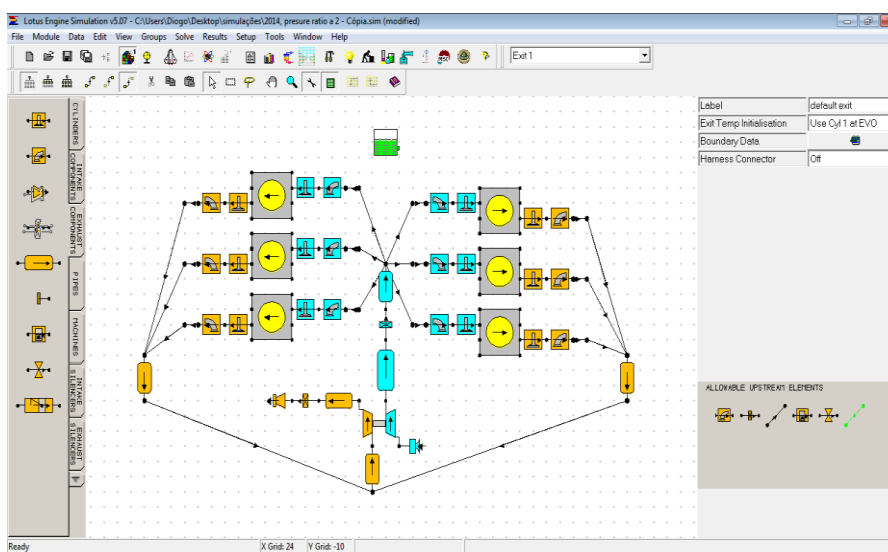 Lotus Engine Simulation v5.07 - C:\Users\Diogo\Desktop\simulações\2014, presure ratio a 2 - Cópia.sim (modified)
File Module Data Edit View Groups Solve Results Setup Tools Window Help
Exit1
CYLINDERS
INTAKE COMPONENTS
EXHAUST COMPONENTS
PIPES
MACHINES
INTAKE SILENCERS
EXHAUST SILENCERS
Label default exit
Exit Temp Initialisation Use Cyl 1 at EVO
Boundary Data
Harness Connector Off
ALLOWABLE UPSTREAM ELEMENTS
Ready X Grid: 24 Y Grid: -10